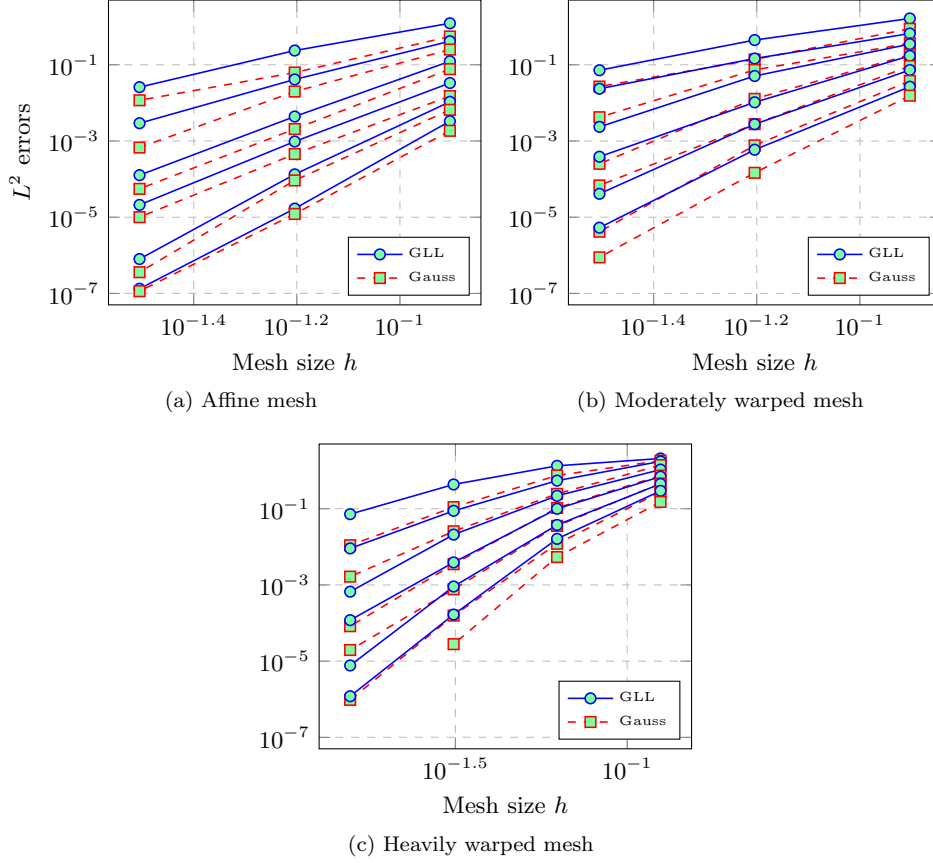 10^{-1}
10^{-3}
10^{-5}
10^{-7}
L^2 errors
GLL
Gauss
10^{-1.4}
10^{-1.2}
10^{-1}
Mesh size h
(a) Affine mesh
10^{-1}
10^{-3}
10^{-5}
10^{-7}
GLL
Gauss
10^{-1.4}
10^{-1.2}
10^{-1}
Mesh size h
(b) Moderately warped mesh
10^{-1}
10^{-3}
10^{-5}
10^{-7}
GLL
Gauss
10^{-1.5}
10^{-1}
Mesh size h
(c) Heavily warped mesh